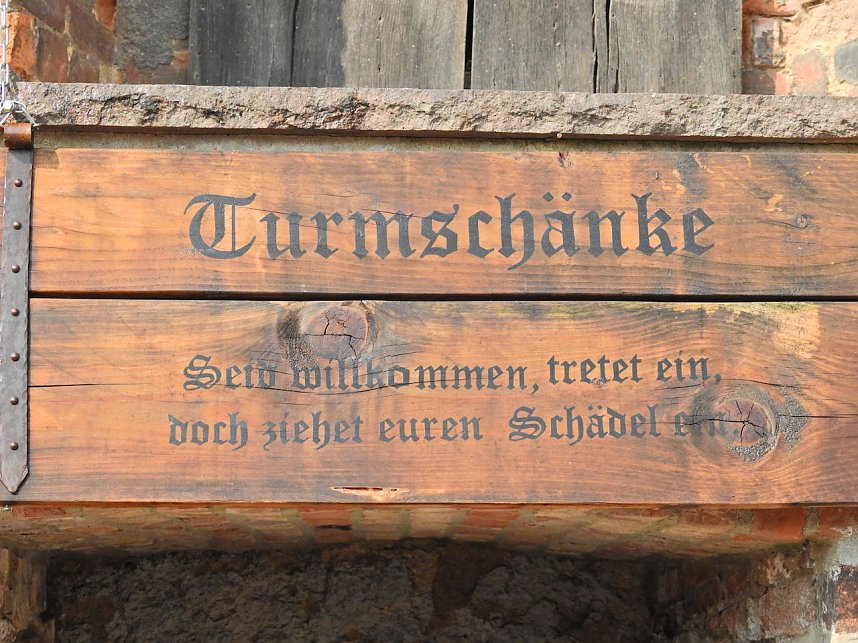 Turmschänke
Seid willkommen, tretet ein,
doch ziehet euren Schädel ein.